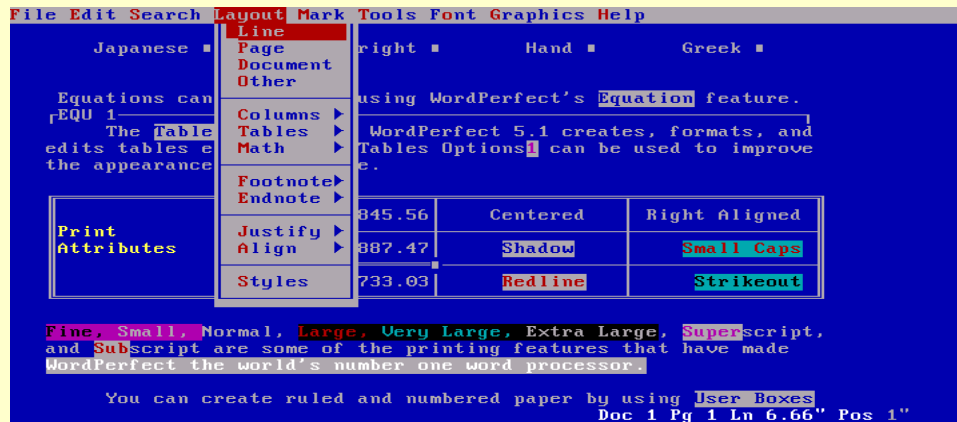 File Edit Search Layout Mark Tools Font Graphics Help
Line
Japanese ■ Page right ■ Hand ■ Greek ■
Document
Other
Equations can using WordPerfect's Equation feature.
EQU 1 Columns ►
The Table Tables ► WordPerfect 5.1 creates, formats, and
edits tables e Math ► Tables Options1 can be used to improve
the appearance e.
Footnote►
Endnote ►
845.56 Centered Right Aligned
Print Justify ►
Attributes Align ► 887.47 Shadow Small Caps
Styles 733.03 Redline Strikeout
Fine, Small, Normal, Large, Very Large, Extra Large, Superscript,
and Subscript are some of the printing features that have made
WordPerfect the world's number one word processor.
You can create ruled and numbered paper by using User Boxes
Doc 1 Pg 1 Ln 6.66" Pos 1"